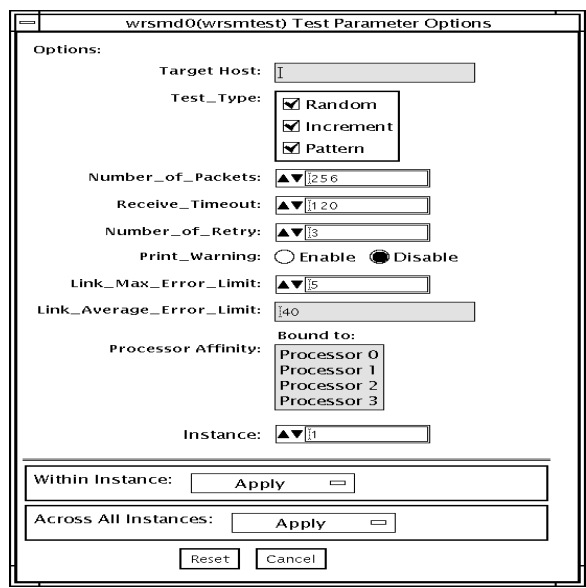 wrsmd0(wrsmtest) Test Parameter Options
Options:
Target Host:
Test_Type:
Random
Increment
Pattern
Number_of_Packets: 256
Receive_Timeout: 120
Number_of_Retry: 3
Print_Warning: Enable Disable
Link_Max_Error_Limit: 5
Link_Average_Error_Limit: 40
Bound to:
Processor Affinity:
Processor 0
Processor 1
Processor 2
Processor 3
Instance: 1
Within Instance: Apply
Across All Instances: Apply
Reset Cancel